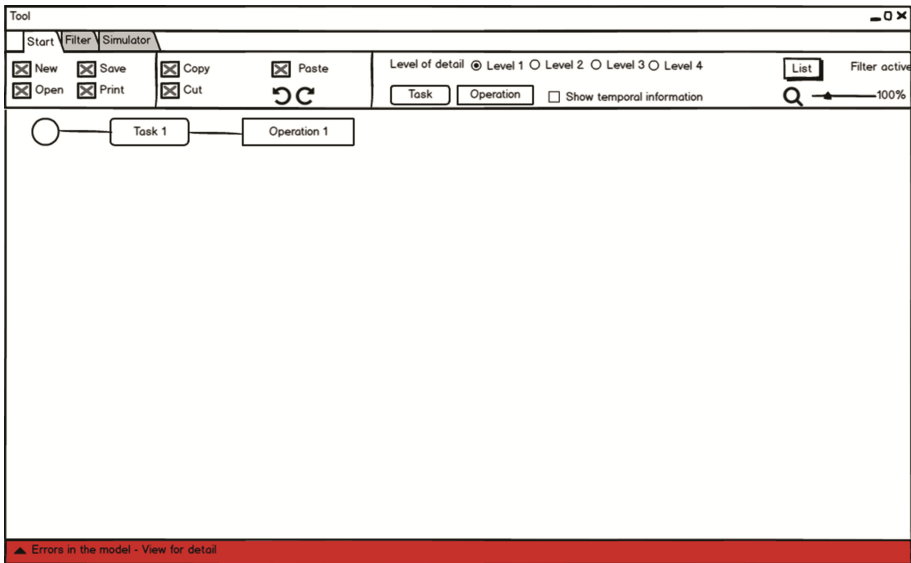 Tool
Start Filter Simulator
New Save Copy Paste
Open Print Cut
Level of detail Level 1 Level 2 Level 3 Level 4
Task Operation Show temporal information
List Filter active
100%
Task 1 Operation 1
Errors in the model - View for detail